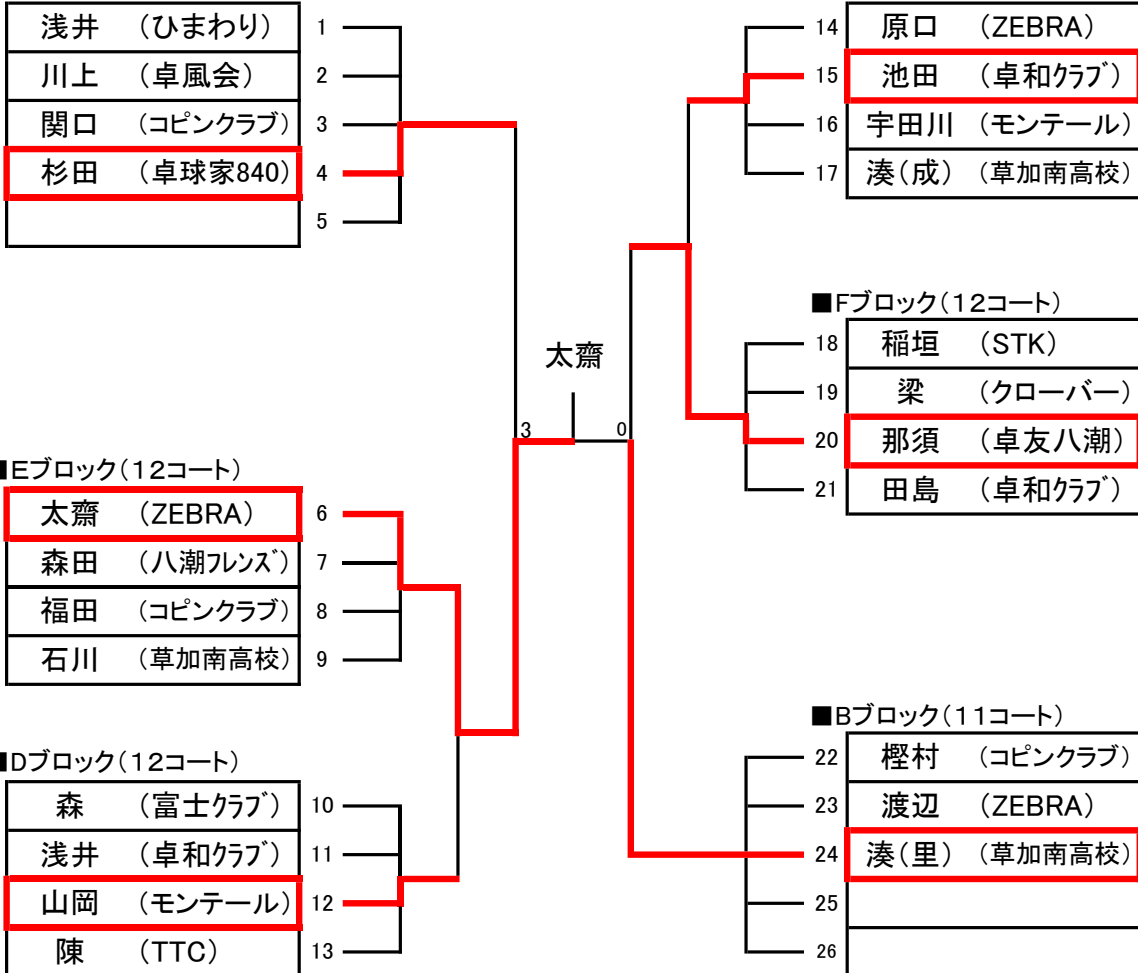 浅井 (ひまわり) 1
川上 (卓風会) 2
関口 (コピンクラブ) 3
杉田 (卓球家840) 4
5
■Eブロック(12コート)
太齋 (ZEBRA) 6
森田 (八潮フレンズ) 7
福田 (コピンクラブ) 8
石川 (草加南高校) 9
■Dブロック(12コート)
森 (富士クラブ) 10
浅井 (卓和クラブ) 11
山岡 (モンテール) 12
陳 (TTC) 13
太齋
3 0
14 原口 (ZEBRA)
15 池田 (卓和クラブ)
16 宇田川 (モンテール)
17 湊(成) (草加南高校)
■Fブロック(12コート)
18 稲垣 (STK)
19 梁 (クローバー)
20 那須 (卓友八潮)
21 田島 (卓和クラブ)
■Bブロック(11コート)
22 樫村 (コピンクラブ)
23 渡辺 (ZEBRA)
24 湊(里) (草加南高校)
25
26